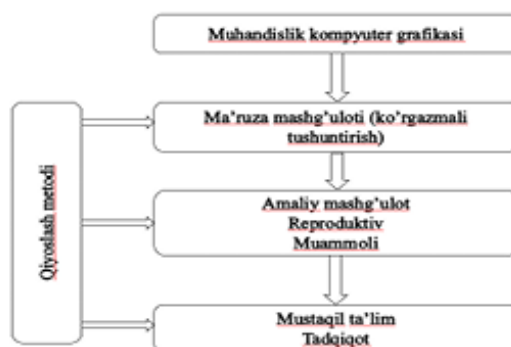 Muhandislik kompyuter grafikasi
Qiyoslash metodi
Ma'ruza mashg'uloti (ko'rgazmali
tushuntirish)
Amaliy mashg'ulot
Reproduktiv
Muammoli
Mustaqil ta'lim
Tadqiqot